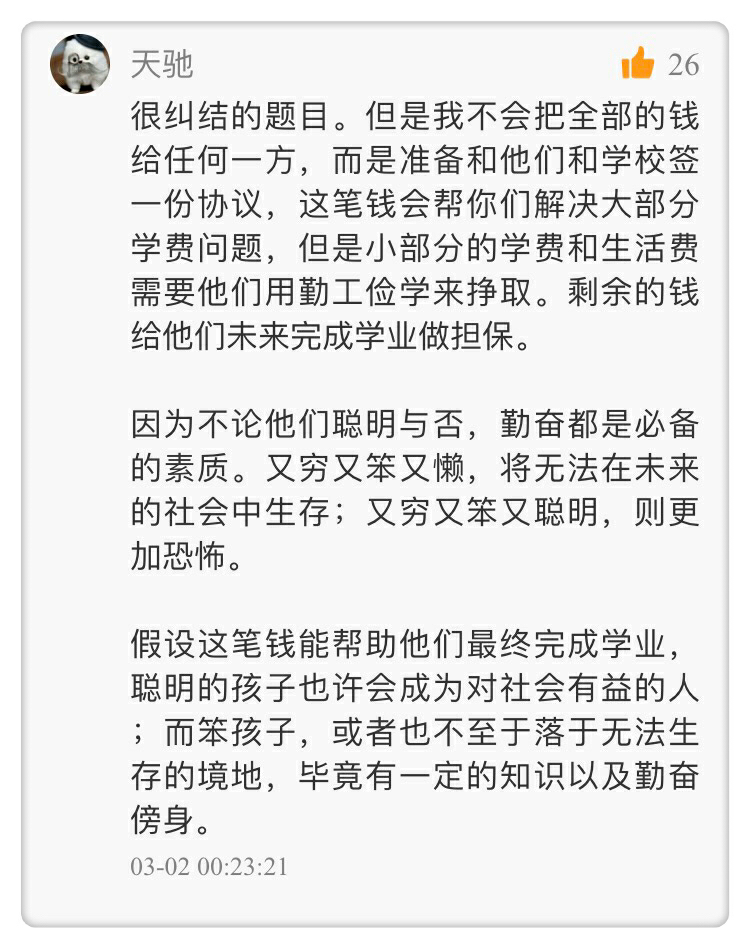 天驰
26
很纠结的题目。但是我不会把全部的钱
给任何一方，而是准备和他们和学校签
一份协议，这笔钱会帮你们解决大部分
学费问题，但是小部分的学费和生活费
需要他们用勤工俭学来挣取。剩余的钱
给他们未来完成学业做担保。
因为不论他们聪明与否，勤奋都是必备
的素质。又穷又笨又懒，将无法在未来
的社会中生存；又穷又笨又聪明，则更
加恐怖。
假设这笔钱能帮助他们最终完成学业，
聪明的孩子也许会成为对社会有益的人
；而笨孩子，或者也不至于落于无法生
存的境地，毕竟有一定的知识以及勤奋
傍身。
03-02 00:23:21